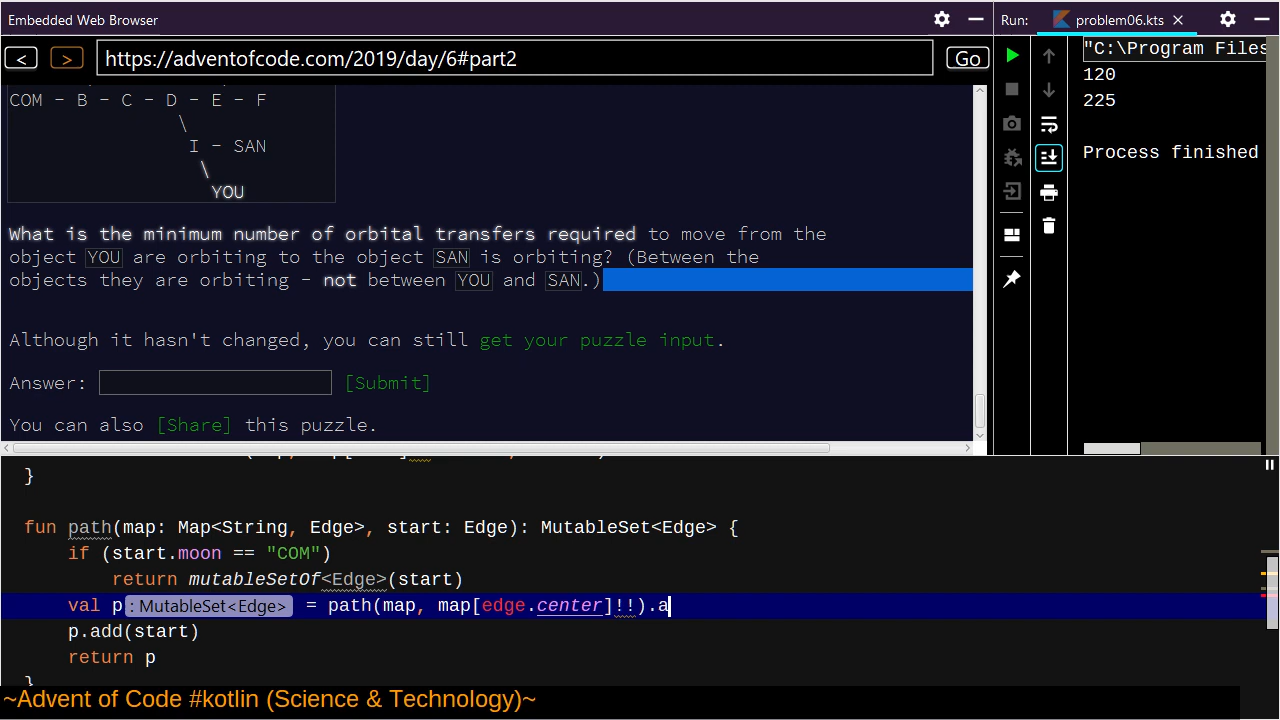 Embedded Web Browser
Run: problem06.kts
< > https://adventofcode.com/2019/day/6#part2 Go
"C:\Program Files
120
225
Process finished
COM - B - C - D - E - F
\
I - SAN
\
YOU
What is the minimum number of orbital transfers required to move from the
object YOU are orbiting to the object SAN is orbiting? (Between the
objects they are orbiting - not between YOU and SAN.)
Although it hasn't changed, you can still get your puzzle input.
Answer: [Submit]
You can also [Share] this puzzle.
}
fun path(map: Map<String, Edge>, start: Edge): MutableSet<Edge> {
if (start.moon == "COM")
return mutableSetOf<Edge>(start)
val p : MutableSet<Edge> = path(map, map[edge.center]!!).a
p.add(start)
return p
}
~Advent of Code #kotlin (Science & Technology)~